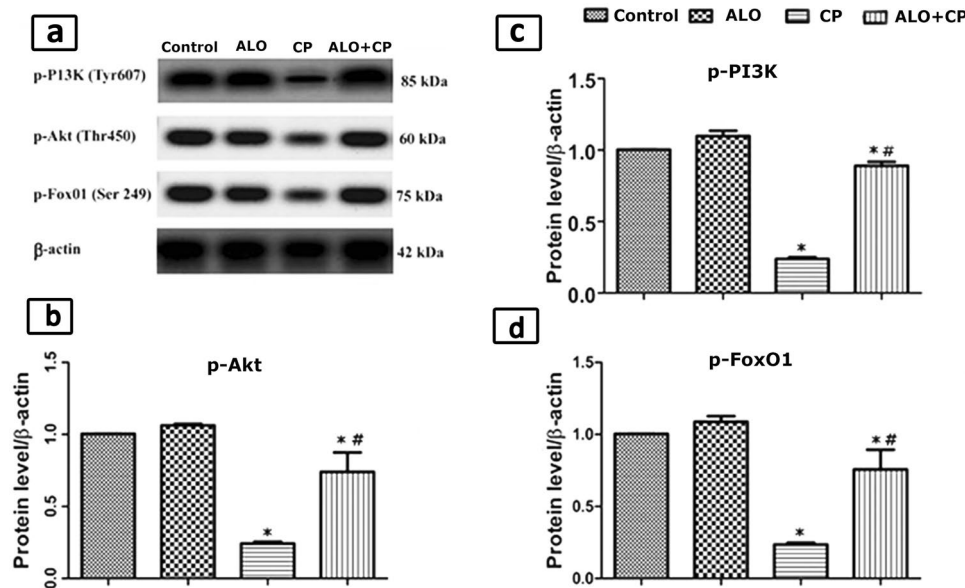 a
Control ALO CP ALO+CP
p-P13K (Tyr607) 85 kDa
p-Akt (Thr450) 60 kDa
p-Fox01 (Ser 249) 75 kDa
β-actin 42 kDa
Control ALO CP ALO+CP
c
p-PI3K
Protein level/β-actin
1.5
1.0
0.5
0.0
*
* #
b
p-Akt
Protein level/β-actin
1.5
1.0
0.5
0.0
*
* #
d
p-FoxO1
Protein level/β-actin
1.5
1.0
0.5
0.0
*
* #